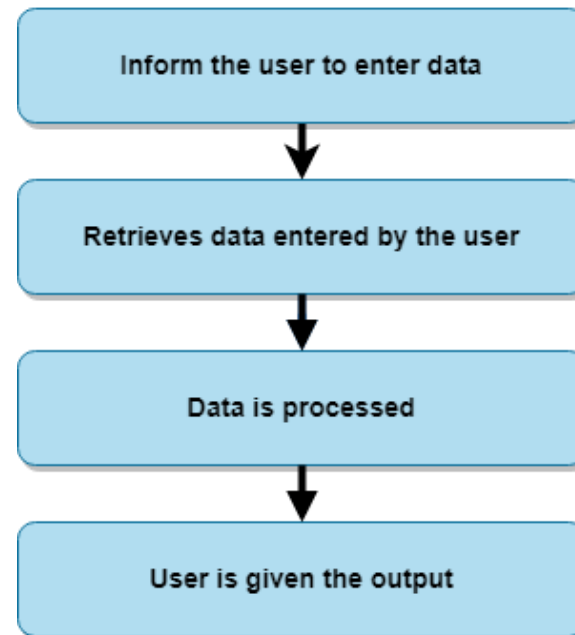 Inform the user to enter data
Retrieves data entered by the user
Data is processed
User is given the output